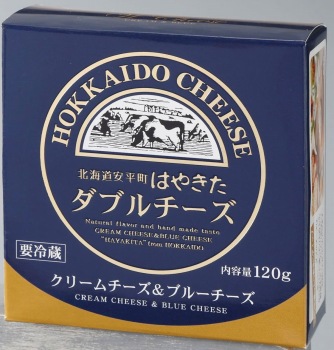 HOKKAIDO CHEESE
北海道安平町 はやきた
ダブルチーズ
Natural flavor and hand made taste
CREAM CHEESE&BLUE CHEESE
"HAYAKITA" from HOKKAIDO
要冷蔵
内容量120g
クリームチーズ&ブルーチーズ
CREAM CHEESE & BLUE CHEESE